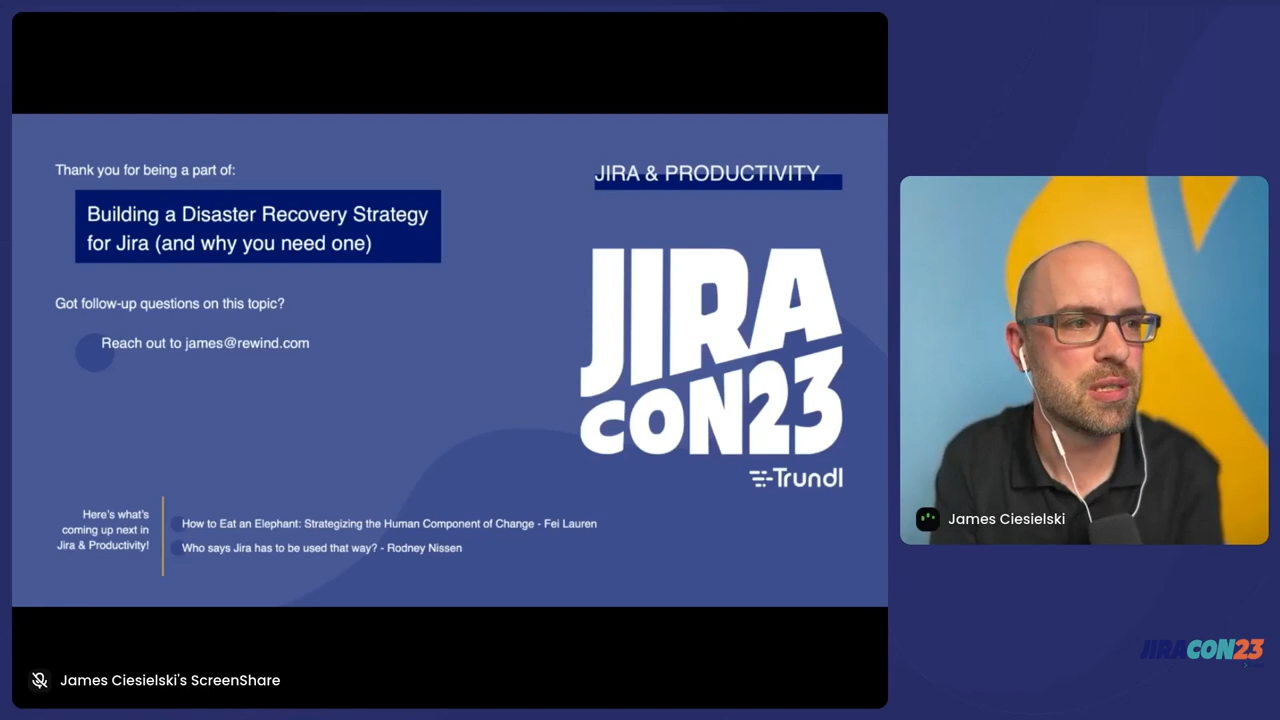 Thank you for being a part of:
Building a Disaster Recovery Strategy
for Jira (and why you need one)
Got follow-up questions on this topic?
Reach out to james@rewind.com
JIRA & PRODUCTIVITY
JIRA
CON23
Trundl
Here's what's
coming up next in
Jira & Productivity!
How to Eat an Elephant: Strategizing the Human Component of Change - Fei Lauren
Who says Jira has to be used that way? - Rodney Nissen
James Ciesielski's ScreenShare
James Ciesielski
JIRACON23